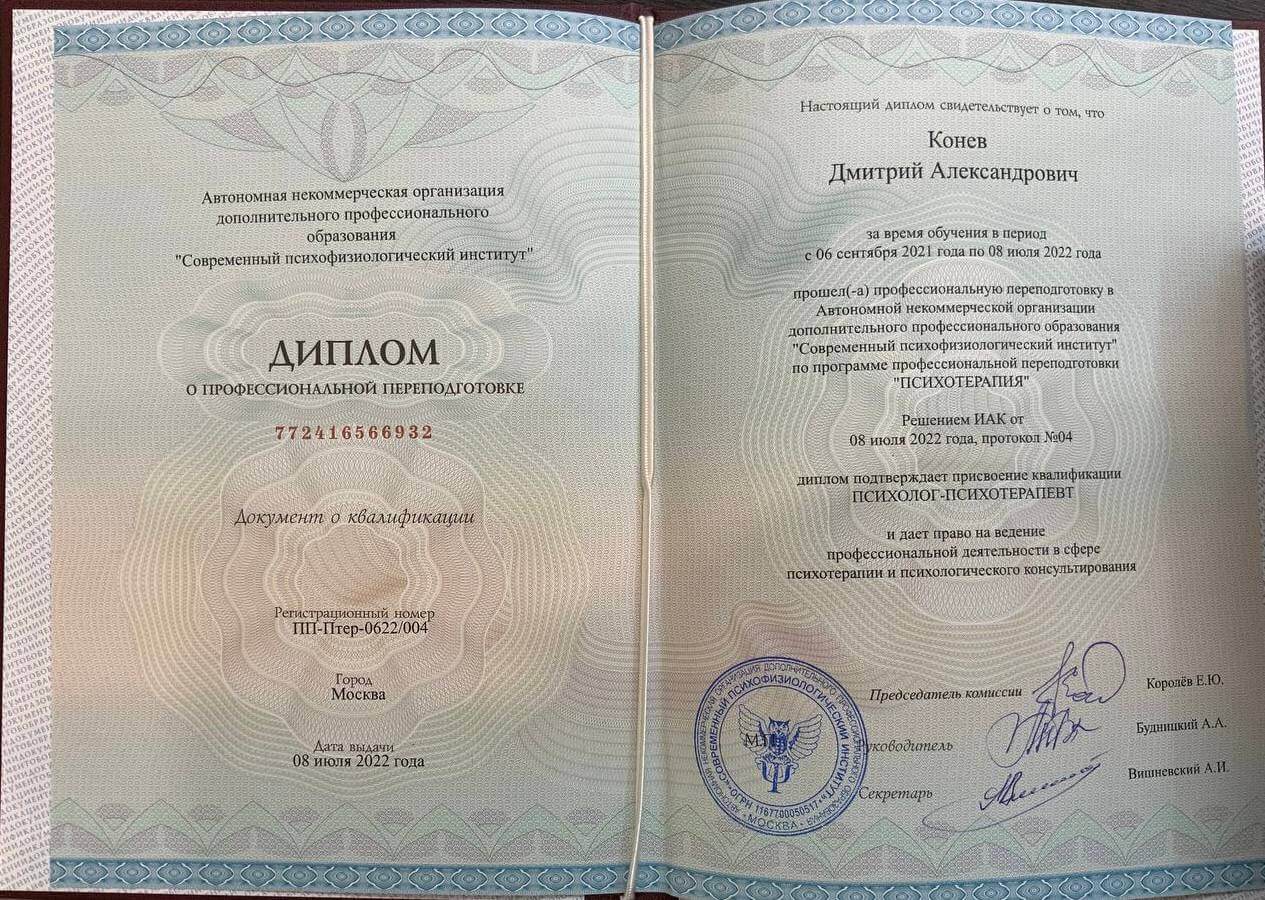 Автономная некоммерческая организация
дополнительного профессионального
образования
"Современный психофизиологический институт"
ДИПЛОМ
О ПРОФЕССИОНАЛЬНОЙ ПЕРЕПОДГОТОВКЕ
772416566932
Документ о квалификации
Регистрационный номер
ПП-Птер-0622/004
Город
Москва
Дата выдачи
08 июля 2022 года
Настоящий диплом свидетельствует о том, что
Конев
Дмитрий Александрович
за время обучения в период
с 06 сентября 2021 года по 08 июля 2022 года
прошел(-а) профессиональную переподготовку в
Автономной некоммерческой организации
дополнительного профессионального образования
"Современный психофизиологический институт"
по программе профессиональной переподготовки
"ПСИХОТЕРАПИЯ"
Решением ИАК от
08 июля 2022 года, протокол №04
диплом подтверждает присвоение квалификации
ПСИХОЛОГ-ПСИХОТЕРАПЕВТ
и дает право на ведение
профессиональной деятельности в сфере
психотерапии и психологического консультирования
Председатель комиссии Королёв Е.Ю.
Руководитель Будницкий А.А.
Секретарь Вишневский А.И.
АВТОНОМНАЯ НЕКОММЕРЧЕСКАЯ ОРГАНИЗАЦИЯ ДОПОЛНИТЕЛЬНОГО ПРОФЕССИОНАЛЬНОГО ОБРАЗОВАНИЯ
«СОВРЕМЕННЫЙ ПСИХОФИЗИОЛОГИЧЕСКИЙ ИНСТИТУТ»
ОГРН 1167700050517
МОСКВА